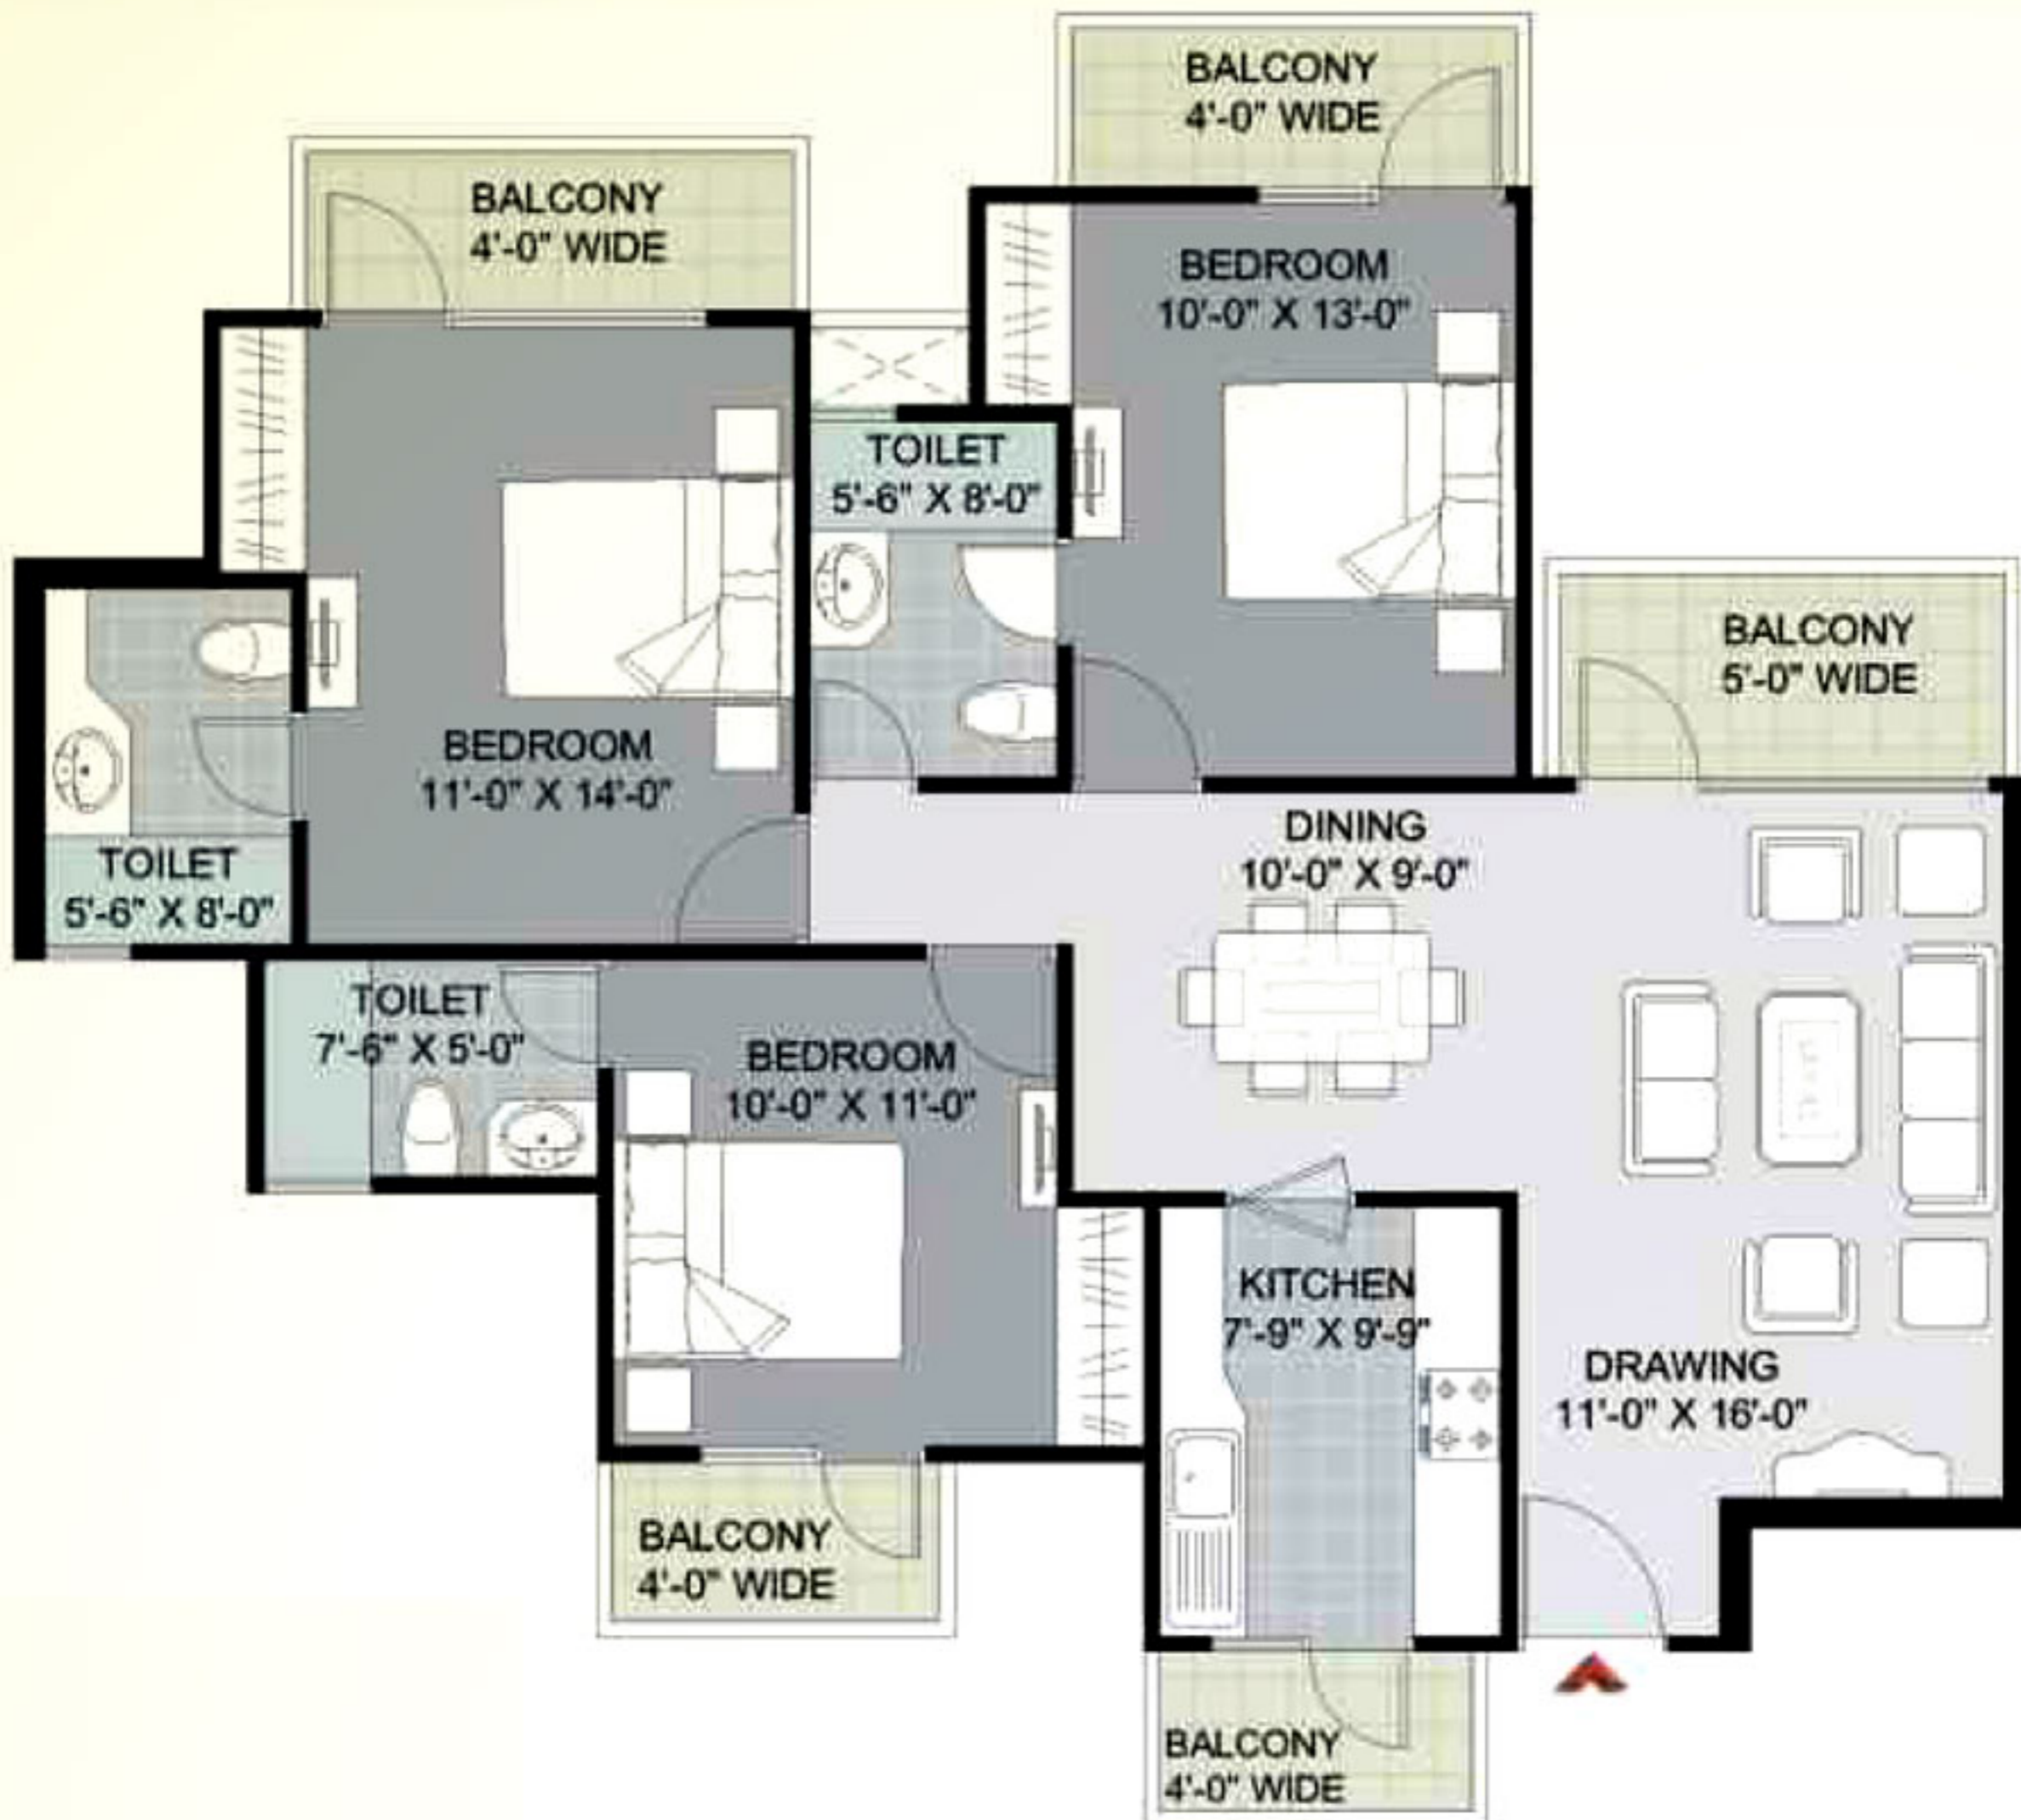 BALCONY
4'-0" WIDE
BALCONY
4'-0" WIDE
BEDROOM
10'-0" X 13'-0"
TOILET
5'-6" X 8'-0"
BALCONY
5'-0" WIDE
BEDROOM
11'-0" X 14'-0"
DINING
10'-0" X 9'-0"
TOILET
5'-6" X 8'-0"
TOILET
7'-6" X 5'-0"
BEDROOM
10'-0" X 11'-0"
KITCHEN
7'-9" X 9'-9"
DRAWING
11'-0" X 16'-0"
BALCONY
4'-0" WIDE
BALCONY
4'-0" WIDE